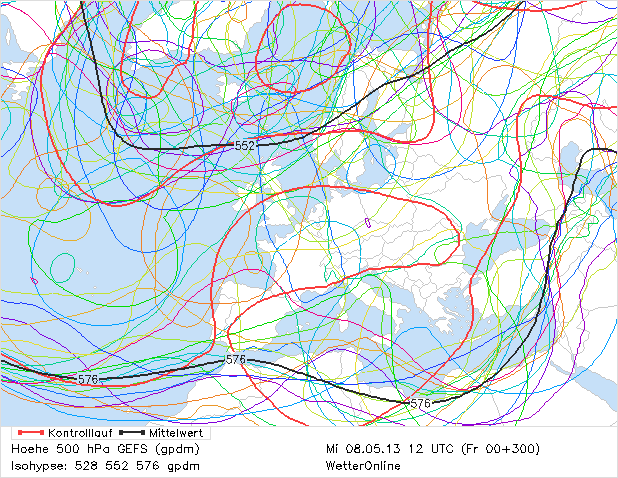 552
576
576
576
Kontrolllauf Mittelwert
Hoehe 500 hPa GEFS (gpdm)
Mi 08.05.13 12 UTC (Fr 00+300)
Isohypse: 528 552 576 gpdm
WetterOnline